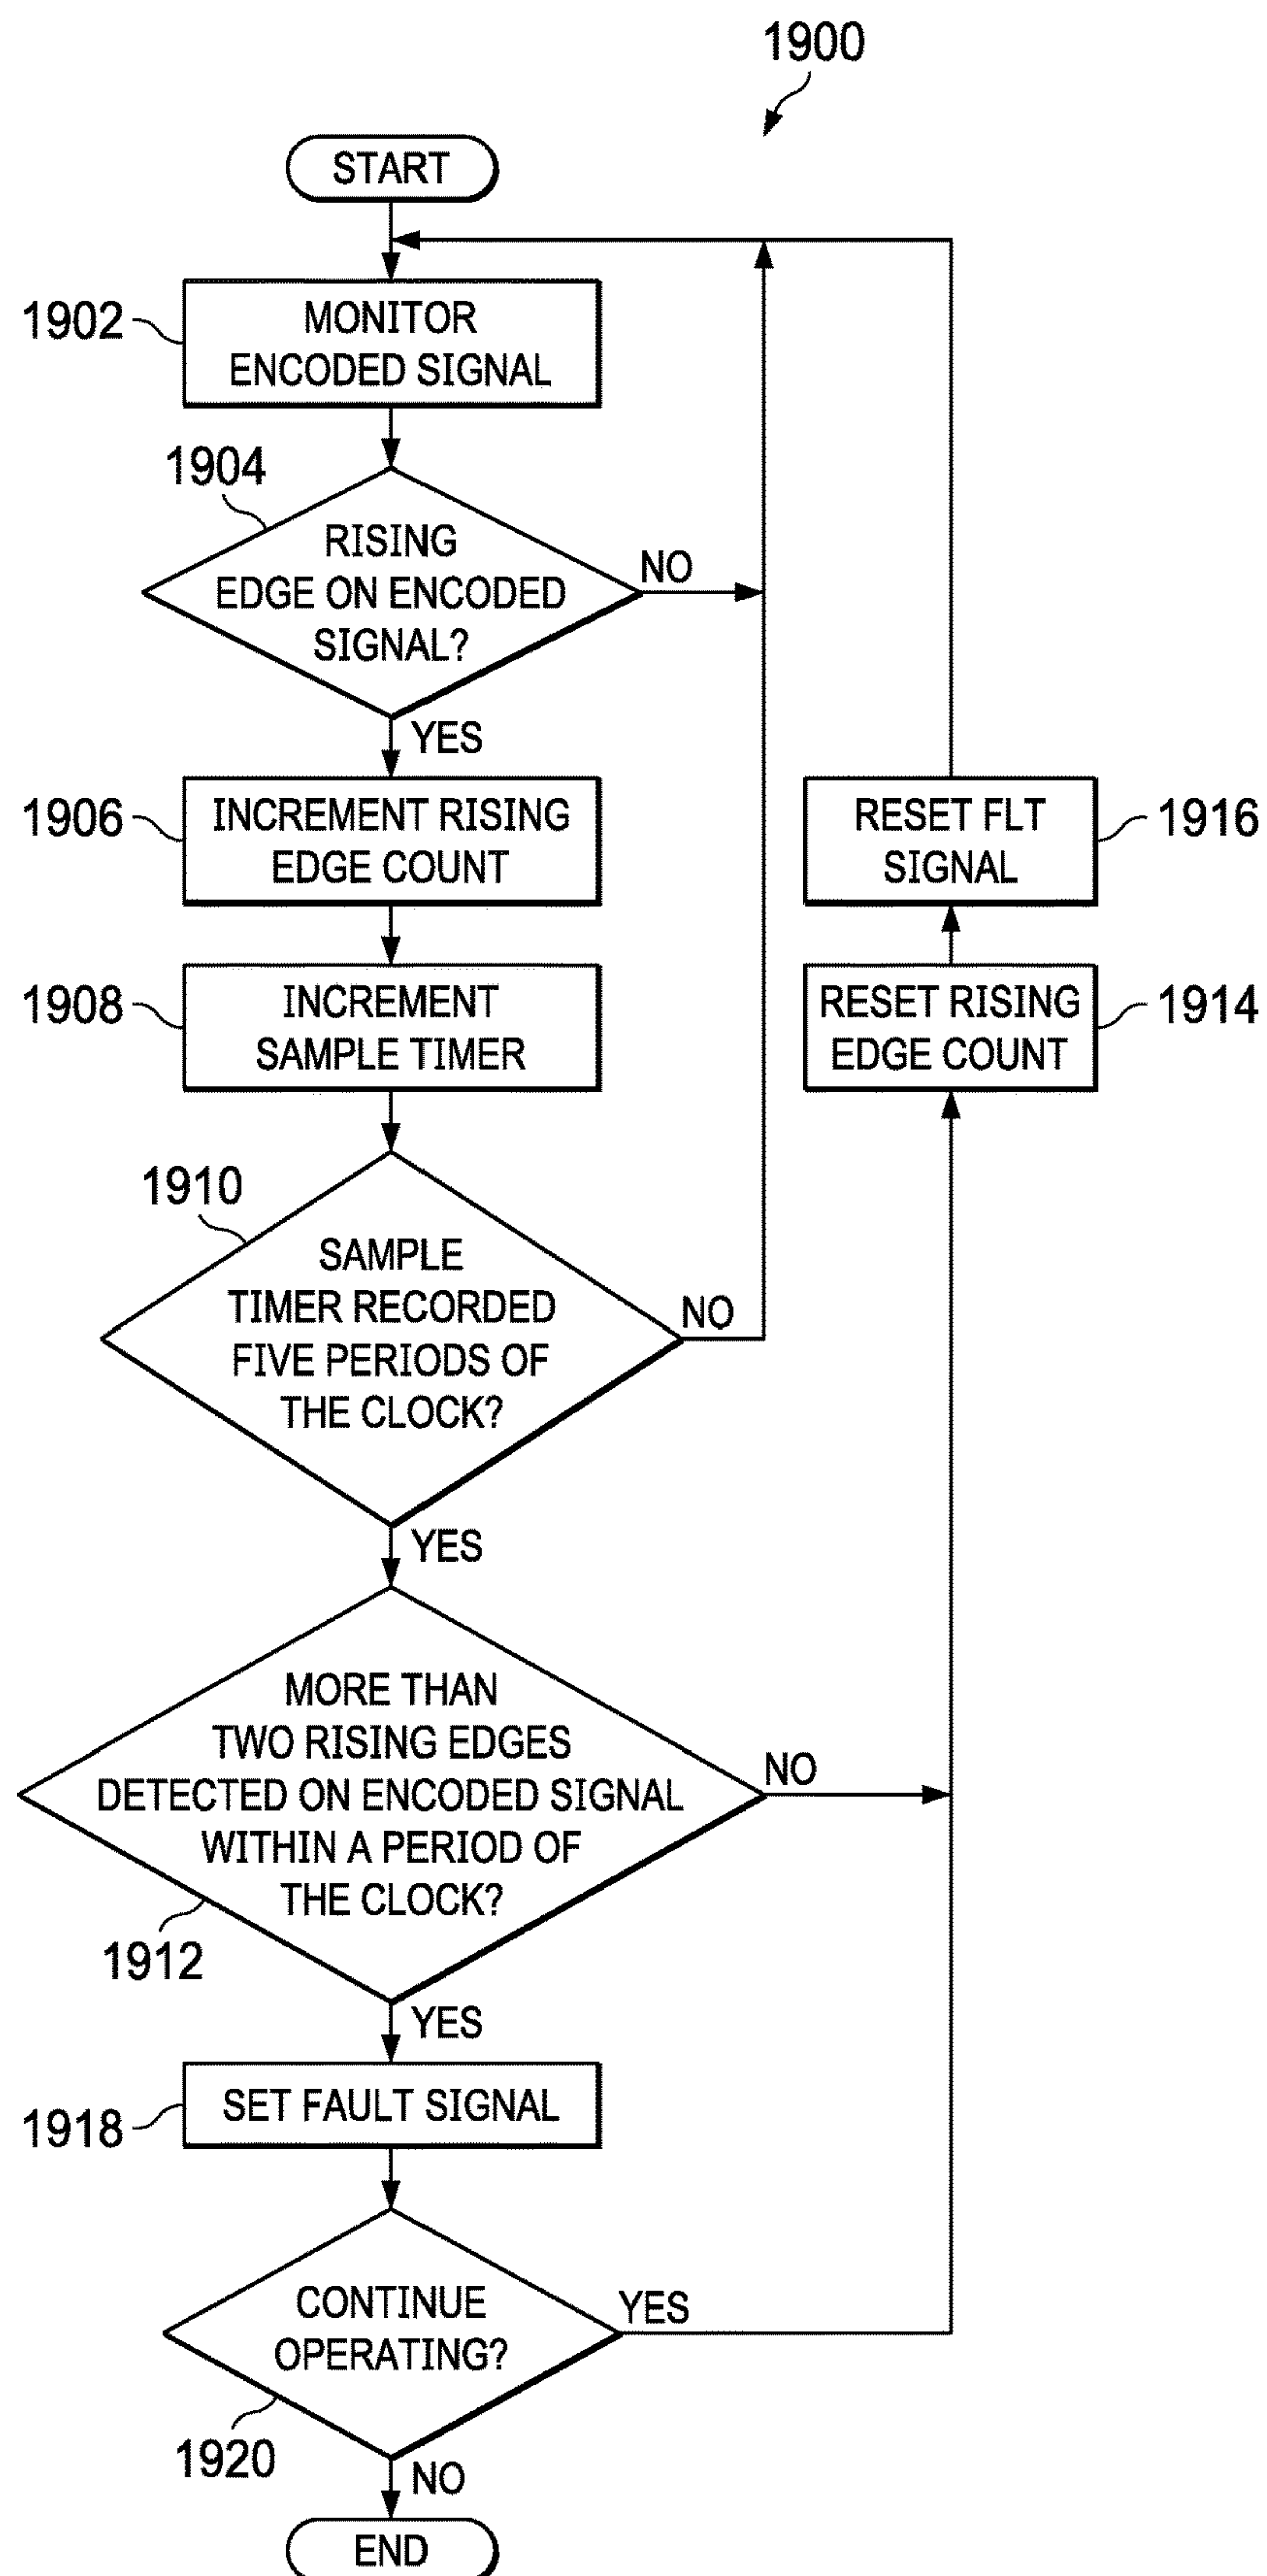 1900
START
1902
MONITOR
ENCODED SIGNAL
1904
RISING
EDGE ON ENCODED
SIGNAL?
NO
YES
1906
INCREMENT RISING
EDGE COUNT
RESET FLT
SIGNAL
1916
1908
INCREMENT
SAMPLE TIMER
RESET RISING
EDGE COUNT
1914
1910
SAMPLE
TIMER RECORDED
FIVE PERIODS OF
THE CLOCK?
NO
YES
MORE THAN
TWO RISING EDGES
DETECTED ON ENCODED SIGNAL
WITHIN A PERIOD OF
THE CLOCK?
NO
1912
YES
1918
SET FAULT SIGNAL
CONTINUE
OPERATING?
YES
1920
NO
END